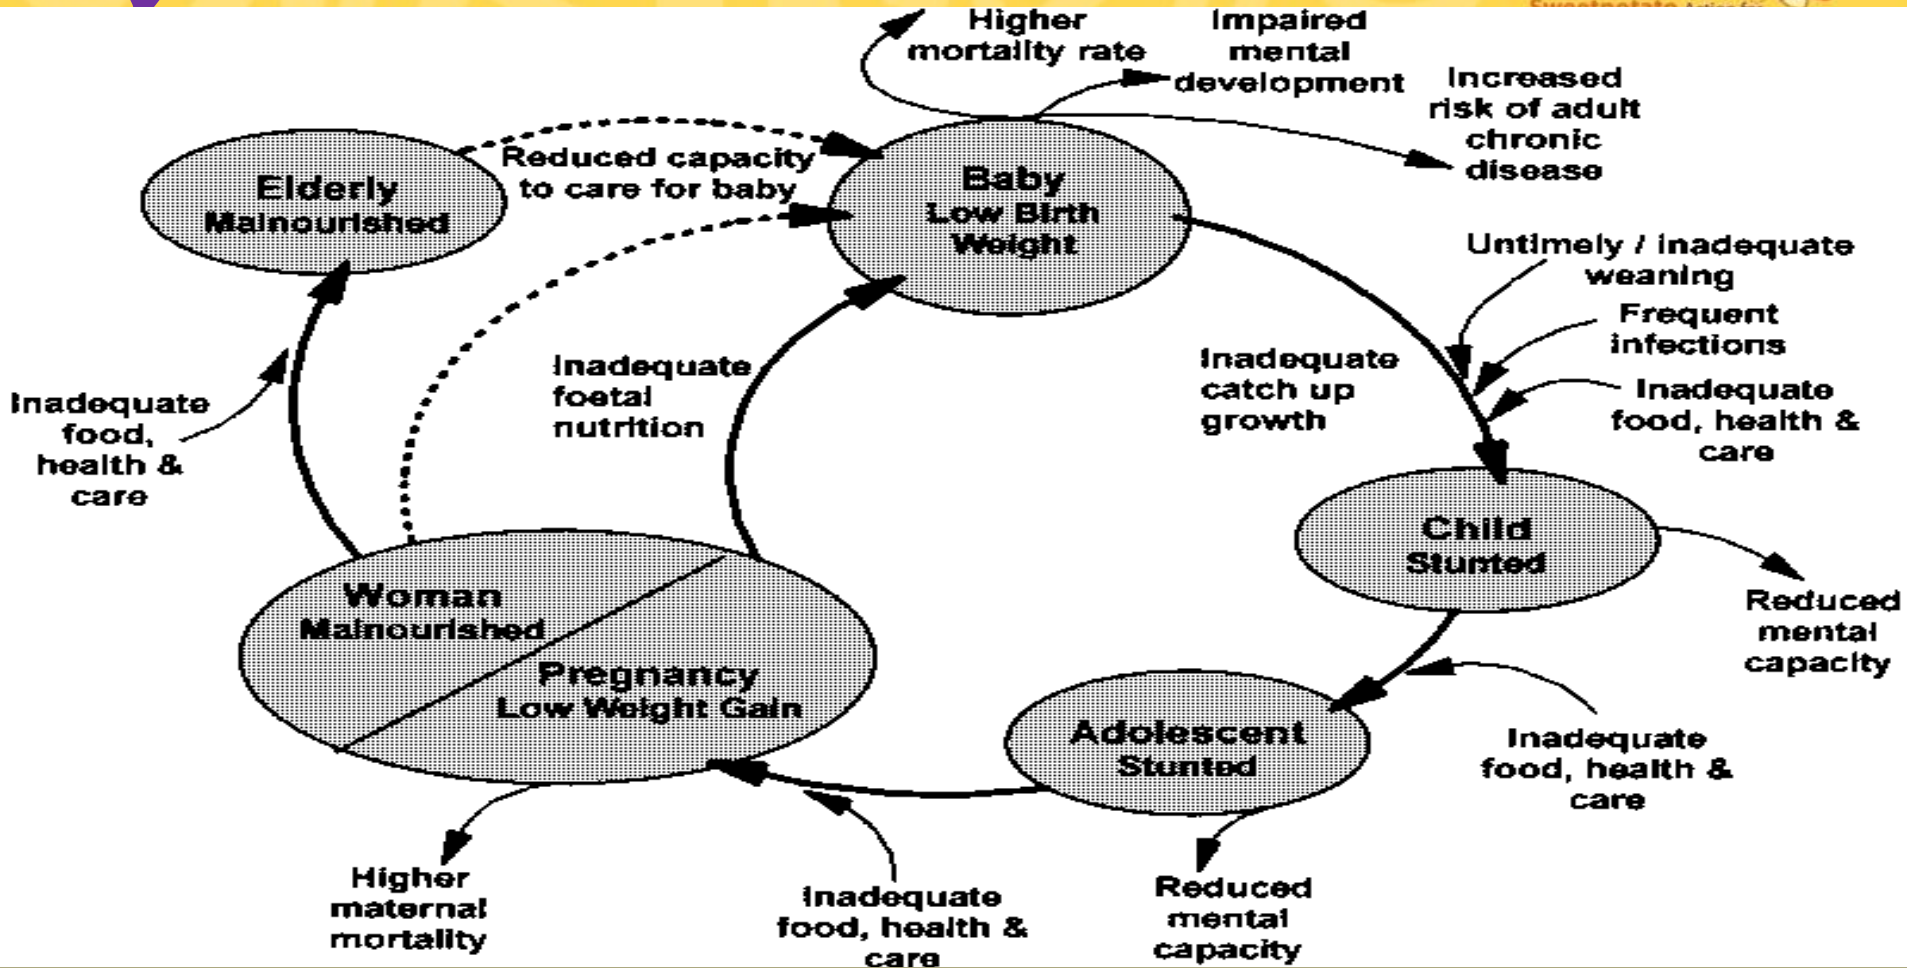 Sweetpotato Action for
Higher
mortality rate
Impaired
mental
development
Increased
risk of adult
chronic
disease
Elderly
Malnourished
Reduced capacity
to care for baby
Baby
Low Birth
Weight
Untimely / inadequate
weaning
Frequent
infections
Inadequate
food, health &
care
Inadequate
catch up
growth
Inadequate
foetal
nutrition
Inadequate
food,
health &
care
Child
Stunted
Reduced
mental
capacity
Woman
Malnourished
Pregnancy
Low Weight Gain
Adolescent
Stunted
Inadequate
food, health &
care
Higher
maternal
mortality
Inadequate
food, health &
care
Reduced
mental
capacity